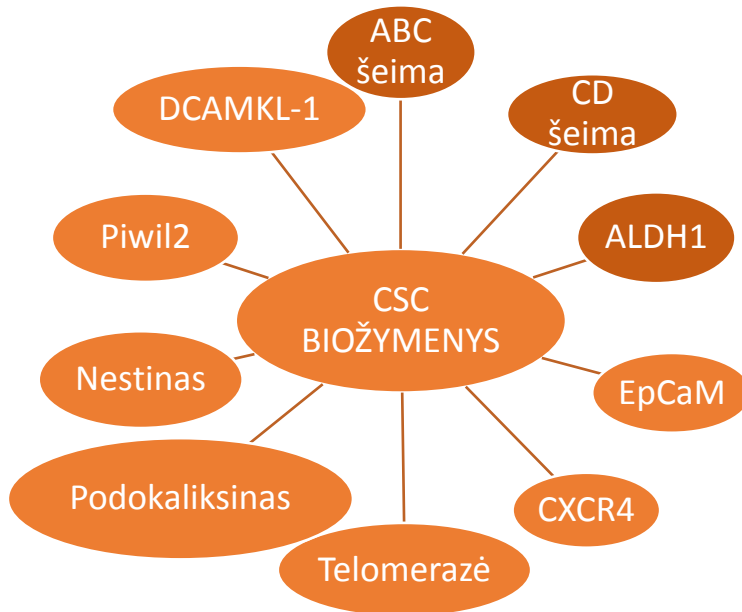 ABC
šeima
CD
šeima
ALDH1
EpCaM
CXCR4
Telomerazė
Podokaliksinas
Nestinas
Piwil2
DCAMKL-1
CSC
BIOŽYMENYS